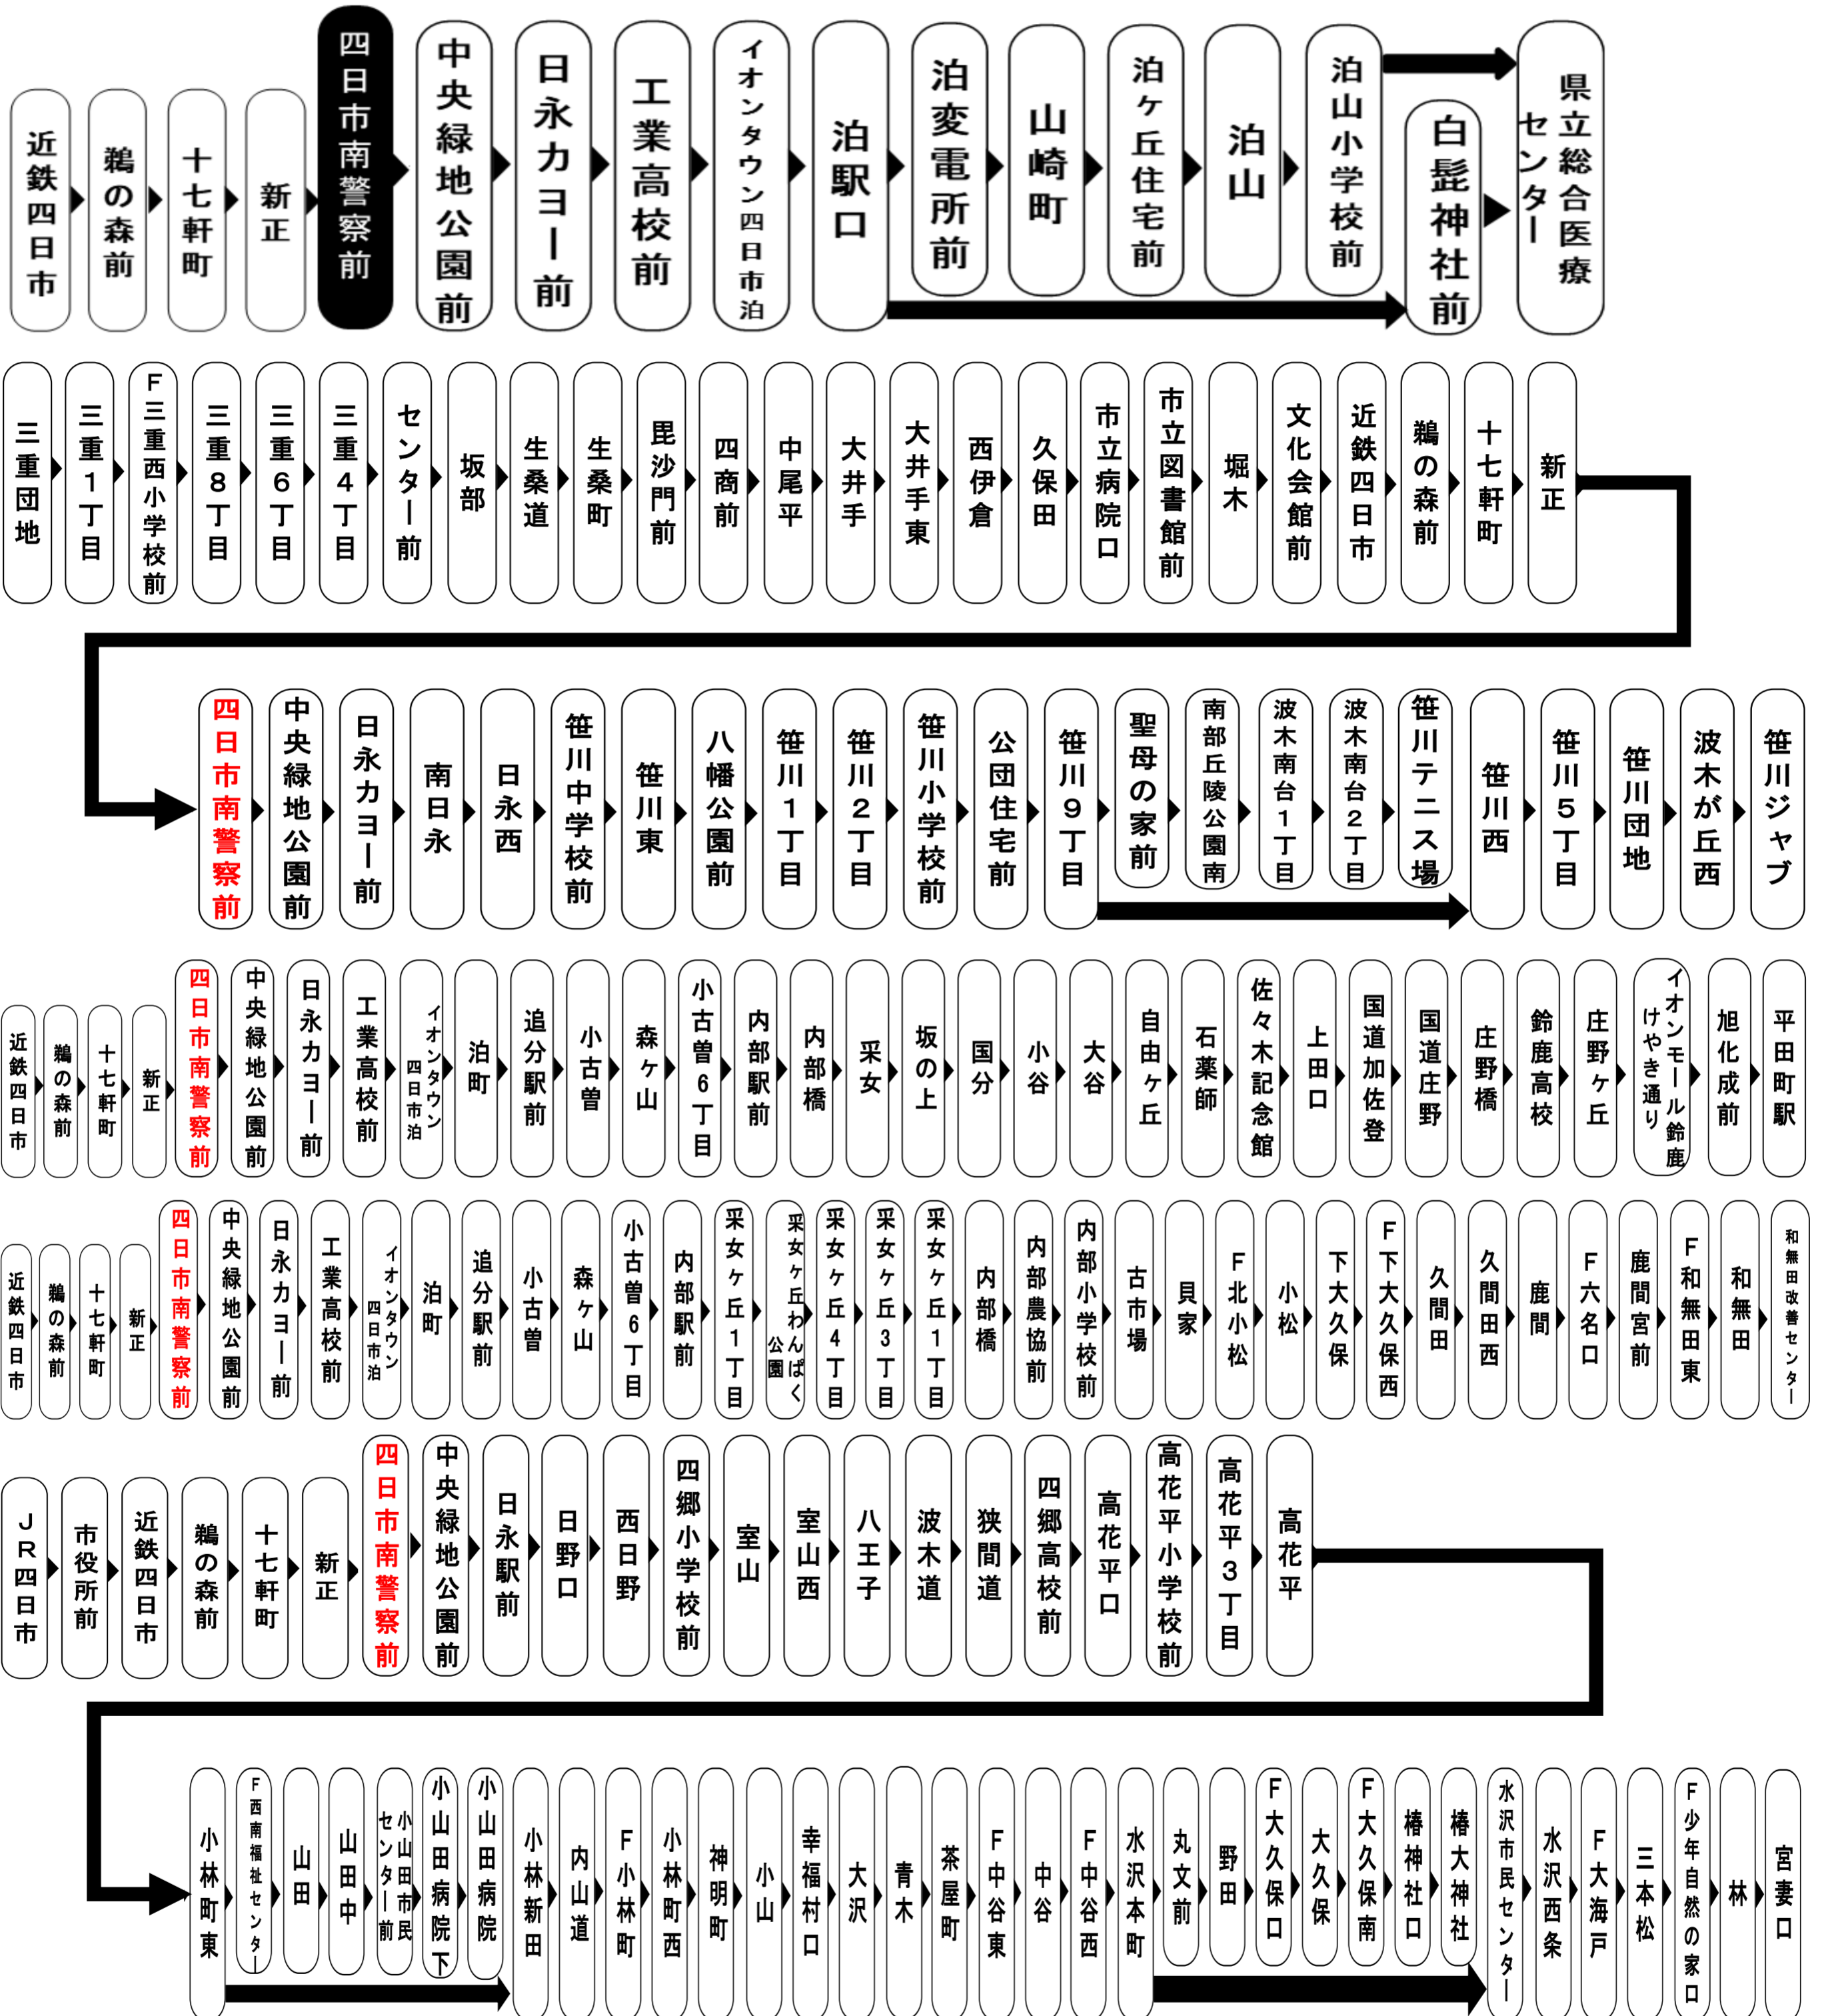 近鉄四日市
鵜の森前
十七軒町
新正
四日市南警察前
中央緑地公園前
日永カヨー前
工業高校前
イオンタウン四日市泊
泊駅口
泊変電所前
山崎町
泊ヶ丘住宅前
泊山
泊山小学校前
白髭神社前
県立総合医療
センター
三重団地
三重1丁目
F三重西小学校前
三重8丁目
三重6丁目
三重4丁目
センター前
坂部
生桑道
生桑町
毘沙門前
四商前
中尾平
大井手
大井手東
西伊倉
久保田
市立病院口
市立図書館前
堀木
文化会館前
近鉄四日市
鵜の森前
十七軒町
新正
四日市南警察前
中央緑地公園前
日永カヨー前
南日永
日永西
笹川中学校前
笹川東
八幡公園前
笹川1丁目
笹川2丁目
笹川小学校前
公団住宅前
笹川9丁目
聖母の家前
南部丘陵公園南
波木南台1丁目
波木南台2丁目
笹川テニス場
笹川西
笹川5丁目
笹川団地
波木が丘西
笹川ジャブ
近鉄四日市
鵜の森前
十七軒町
新正
四日市南警察前
中央緑地公園前
日永カヨー前
工業高校前
イオンタウン
四日市泊
泊町
追分駅前
小古曽
森ヶ山
小古曽6丁目
内部駅前
内部橋
采女
坂の上
国分
小谷
大谷
自由ヶ丘
石薬師
佐々木記念館
上田口
国道加佐登
国道庄野
庄野橋
鈴鹿高校
庄野ヶ丘
イオンモール鈴鹿
けやき通り
旭化成前
平田町駅
近鉄四日市
鵜の森前
十七軒町
新正
四日市南警察前
中央緑地公園前
日永カヨー前
工業高校前
イオンタウン
四日市泊
泊町
追分駅前
小古曽
森ヶ山
小古曽6丁目
内部駅前
采女ヶ丘1丁目
采女ヶ丘わんぱく
公園
采女ヶ丘4丁目
采女ヶ丘3丁目
采女ヶ丘1丁目
内部橋
内部農協前
内部小学校前
古市場
貝家
F北小松
小松
下大久保
F下大久保西
久間田
久間田西
鹿間
F六名口
鹿間宮前
F和無田東
和無田
和無田改善センター
JR四日市
市役所前
近鉄四日市
鵜の森前
十七軒町
新正
四日市南警察前
中央緑地公園前
日永駅前
日野口
西日野
四郷小学校前
室山
室山西
八王子
波木道
狭間道
四郷高校前
高花平口
高花平小学校前
高花平3丁目
高花平
小林町東
F西南福祉センター
山田
山田中
小山田市民
センター前
小山田病院下
小山田病院
小林新田
内山道
F小林町
小林町西
神明町
小山
幸福村口
大沢
青木
茶屋町
F中谷東
中谷
F中谷西
水沢本町
丸文前
野田
F大久保口
大久保
F大久保南
椿神社口
椿大神社
水沢市民センター
水沢西条
F大海戸
三本松
F少年自然の家口
林
宮妻口